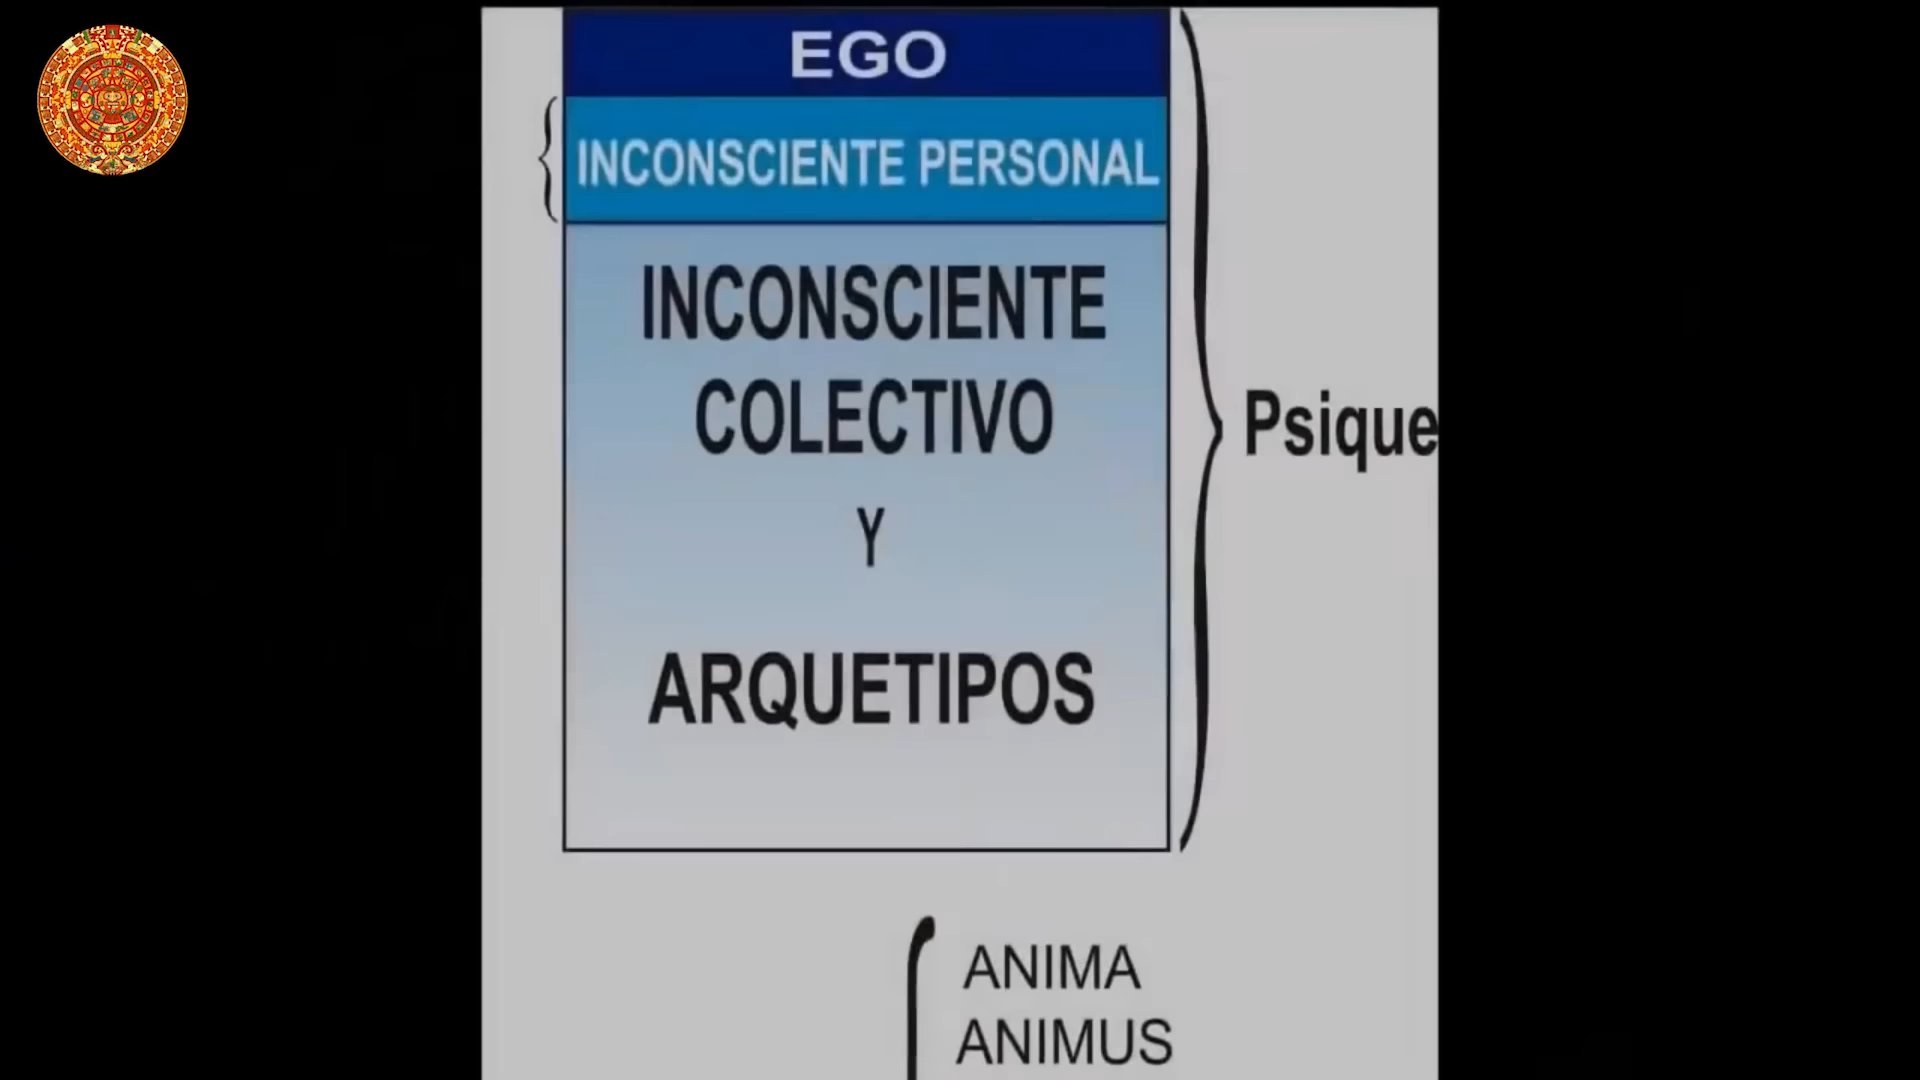 EGO
INCONSCIENTE PERSONAL
INCONSCIENTE
COLECTIVO
Y
ARQUETIPOS
Psique
ANIMA
ANIMUS